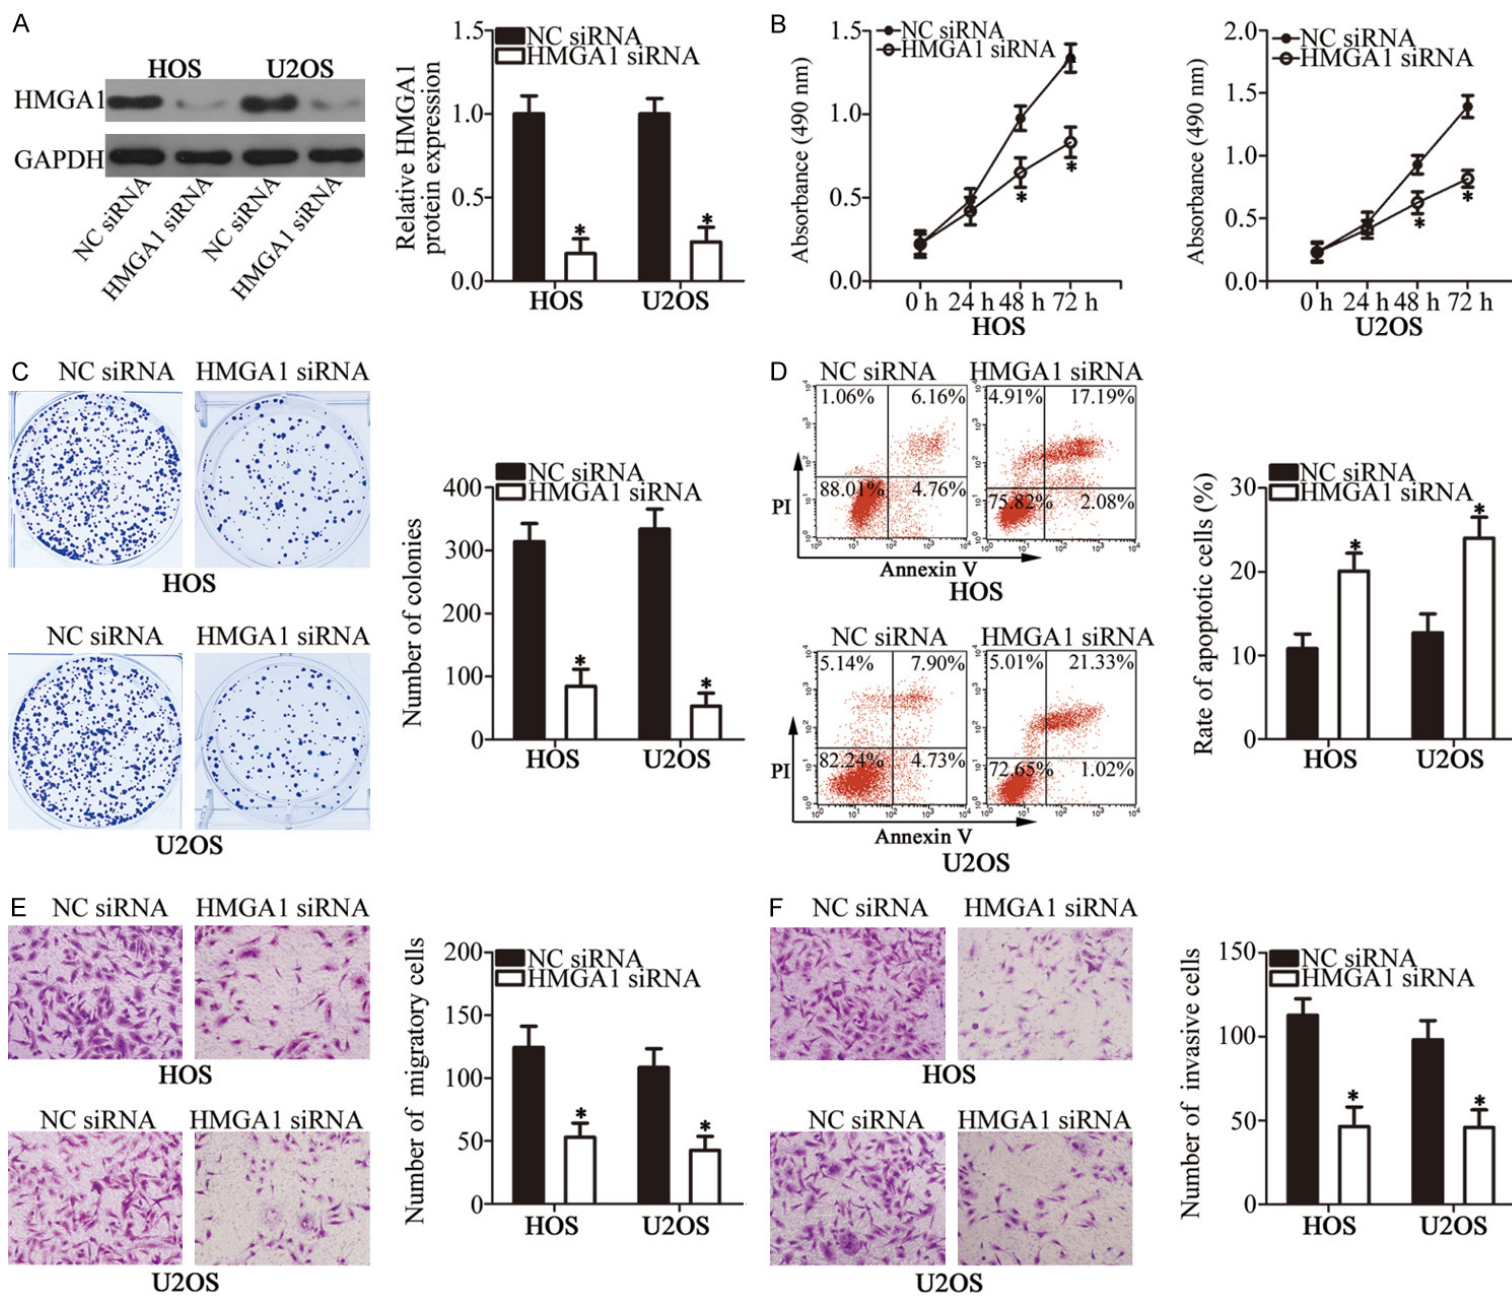 A
HOS U2OS
HMGA1
GAPDH
NC siRNA
HMGA1 siRNA
NC siRNA
HMGA1 siRNA
NC siRNA
HMGA1 siRNA
Relative HMGA1
protein expression
1.5
1.0
0.5
0.0
HOS U2OS
* *
B
NC siRNA
HMGA1 siRNA
Absorbance (490 nm)
1.5
1.0
0.5
0.0
* *
0 h 24 h 48 h 72 h
HOS
NC siRNA
HMGA1 siRNA
Absorbance (490 nm)
2.0
1.5
1.0
0.5
0.0
* *
0 h 24 h 48 h 72 h
U2OS
C
NC siRNA HMGA1 siRNA
HOS
NC siRNA HMGA1 siRNA
U2OS
NC siRNA
HMGA1 siRNA
Number of colonies
400
300
200
100
0
* *
HOS U2OS
D
NC siRNA HMGA1 siRNA
1.06% 6.16%
88.01% 4.76%
4.91% 17.19%
75.82% 2.08%
PI
Annexin V
HOS
NC siRNA HMGA1 siRNA
5.14% 7.90%
82.24% 4.73%
5.01% 21.33%
72.65% 1.02%
PI
Annexin V
U2OS
NC siRNA
HMGA1 siRNA
Rate of apoptotic cells (%)
30
20
10
0
* *
HOS U2OS
E
NC siRNA HMGA1 siRNA
HOS
NC siRNA HMGA1 siRNA
U2OS
NC siRNA
HMGA1 siRNA
Number of migratory cells
200
150
100
50
0
* *
HOS U2OS
F
NC siRNA HMGA1 siRNA
HOS
NC siRNA HMGA1 siRNA
U2OS
NC siRNA
HMGA1 siRNA
Number of invasive cells
150
100
50
0
* *
HOS U2OS